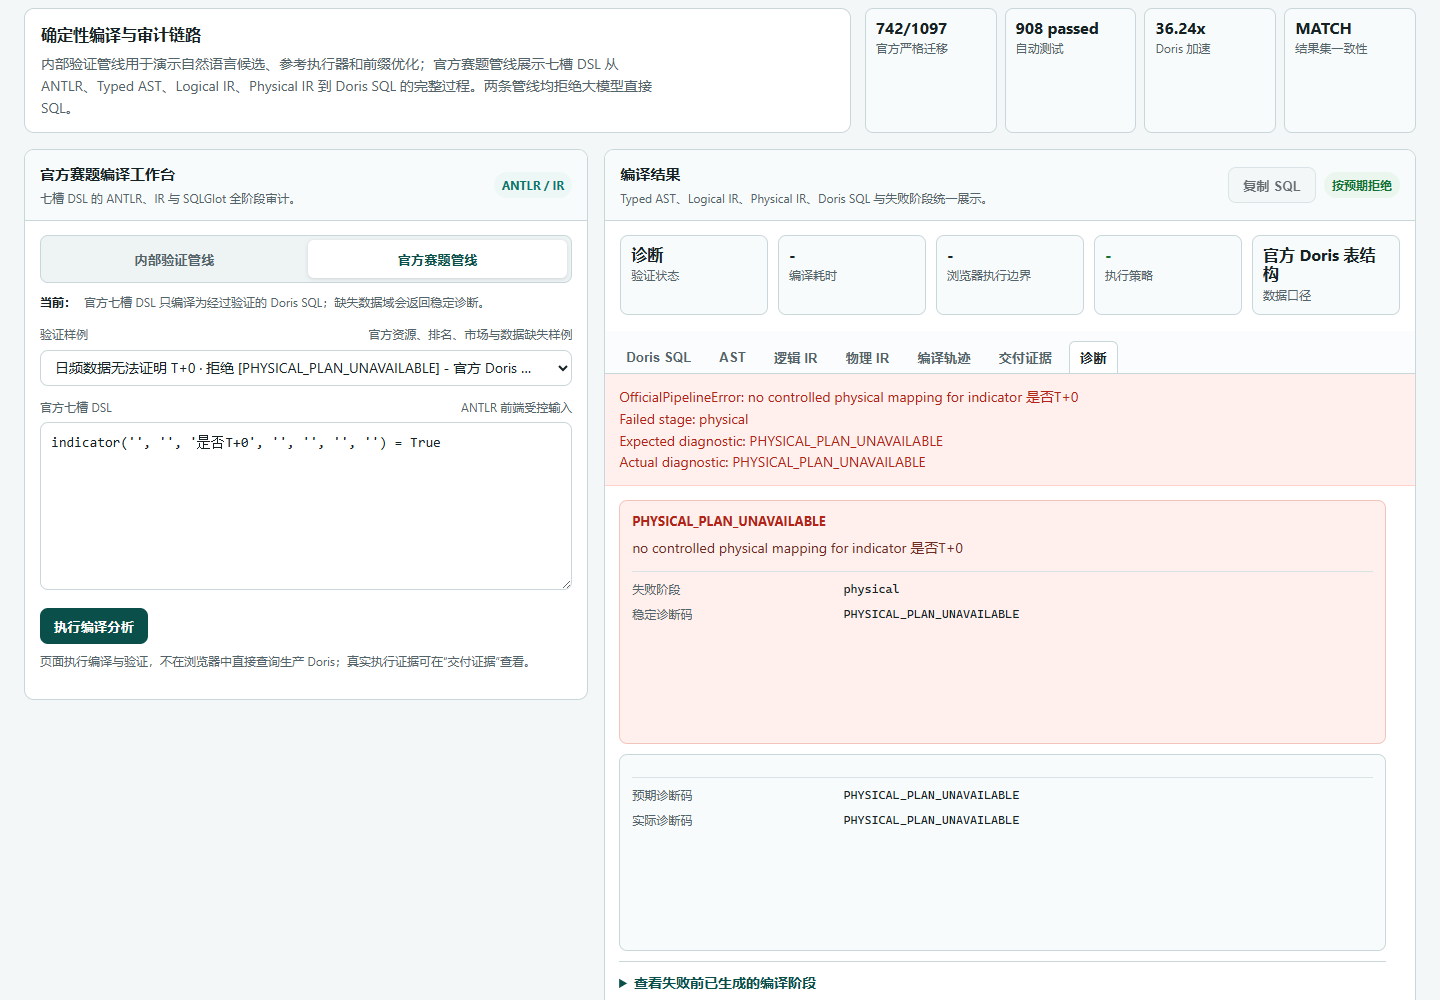 确定性编译与审计链路
内部验证管线用于演示自然语言候选、参考执行器和前缀优化；官方赛题管线展示七槽 DSL 从
ANTLR、Typed AST、Logical IR、Physical IR 到 Doris SQL 的完整过程。两条管线均拒绝大模型直接
SQL。
742/1097
官方严格迁移
908 passed
自动测试
36.24x
Doris 加速
MATCH
结果集一致性
官方赛题编译工作台
七槽 DSL 的 ANTLR、IR 与 SQLGlot 全阶段审计。
ANTLR / IR
内部验证管线
官方赛题管线
当前： 官方七槽 DSL 只编译为经过验证的 Doris SQL；缺失数据域会返回稳定诊断。
验证样例
官方资源、排名、市场与数据缺失样例
日频数据无法证明 T+0 · 拒绝 [PHYSICAL_PLAN_UNAVAILABLE] - 官方 Doris ...
官方七槽 DSL
ANTLR 前端受控输入
indicator('', '', '是否T+0', '', '', '', '') = True
执行编译分析
页面执行编译与验证，不在浏览器中直接查询生产 Doris；真实执行证据可在“交付证据”查看。
编译结果
Typed AST、Logical IR、Physical IR、Doris SQL 与失败阶段统一展示。
复制 SQL
按预期拒绝
诊断
验证状态
-
编译耗时
-
浏览器执行边界
-
执行策略
官方 Doris 表结
构
数据口径
Doris SQL
AST
逻辑 IR
物理 IR
编译轨迹
交付证据
诊断
OfficialPipelineError: no controlled physical mapping for indicator 是否T+0
Failed stage: physical
Expected diagnostic: PHYSICAL_PLAN_UNAVAILABLE
Actual diagnostic: PHYSICAL_PLAN_UNAVAILABLE
PHYSICAL_PLAN_UNAVAILABLE
no controlled physical mapping for indicator 是否T+0
失败阶段 physical
稳定诊断码 PHYSICAL_PLAN_UNAVAILABLE
预期诊断码 PHYSICAL_PLAN_UNAVAILABLE
实际诊断码 PHYSICAL_PLAN_UNAVAILABLE
▶ 查看失败前已生成的编译阶段